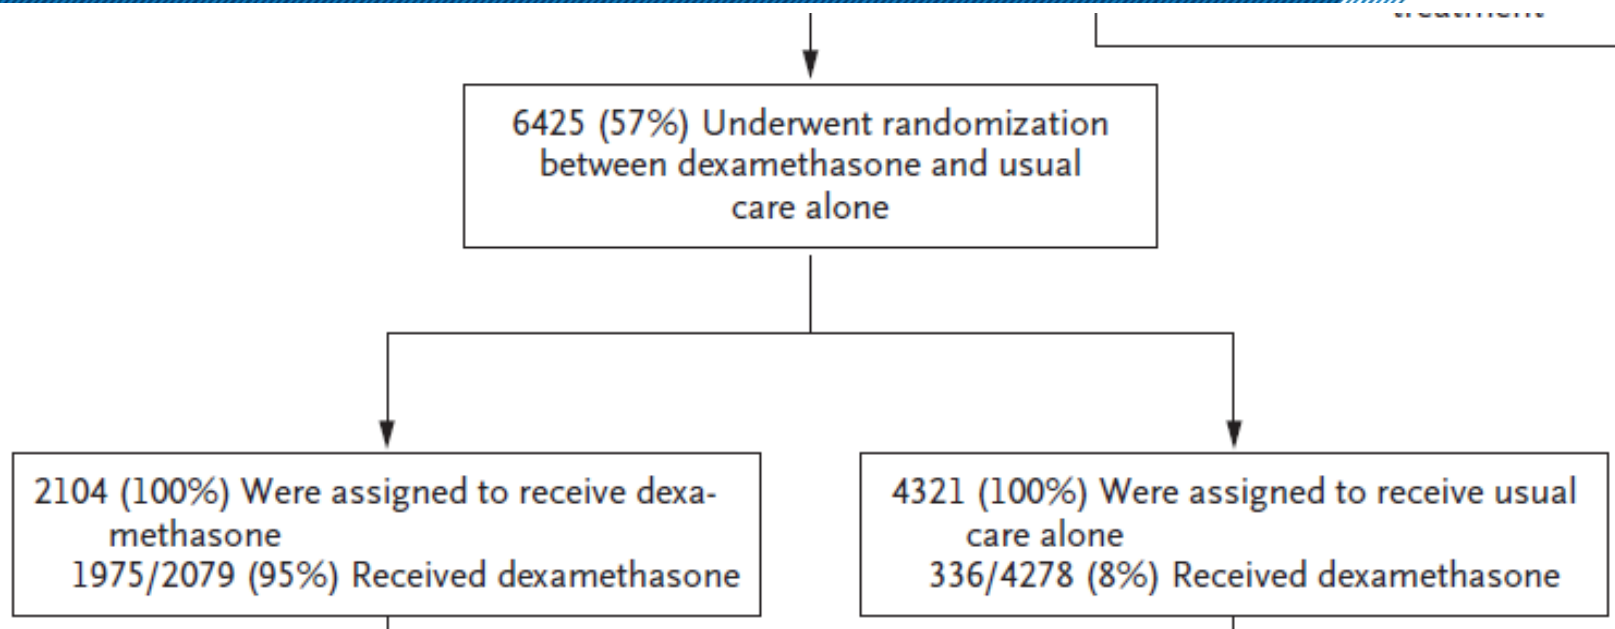 6425 (57%) Underwent randomization
between dexamethasone and usual
care alone
2104 (100%) Were assigned to receive dexa-
methasone
1975/2079 (95%) Received dexamethasone
4321 (100%) Were assigned to receive usual
care alone
336/4278 (8%) Received dexamethasone